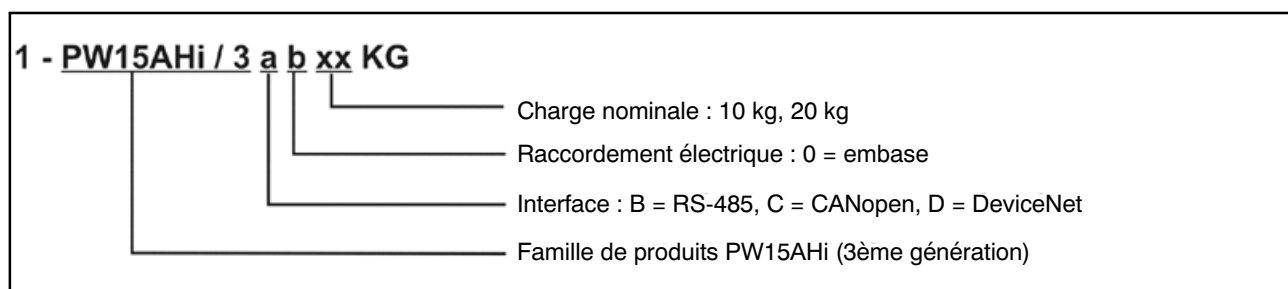 1 - PW15AHi / 3 a b xx KG
Charge nominale : 10 kg, 20 kg
Raccordement électrique : 0 = embase
Interface : B = RS-485, C = CANopen, D = DeviceNet
Famille de produits PW15AHi (3ème génération)